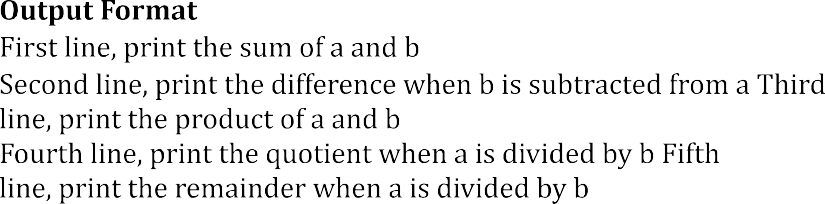 Output Format
First line, print the sum of a and b
Second line, print the difference when b is subtracted from a Third
line, print the product of a and b
Fourth line, print the quotient when a is divided by b Fifth
line, print the remainder when a is divided by b